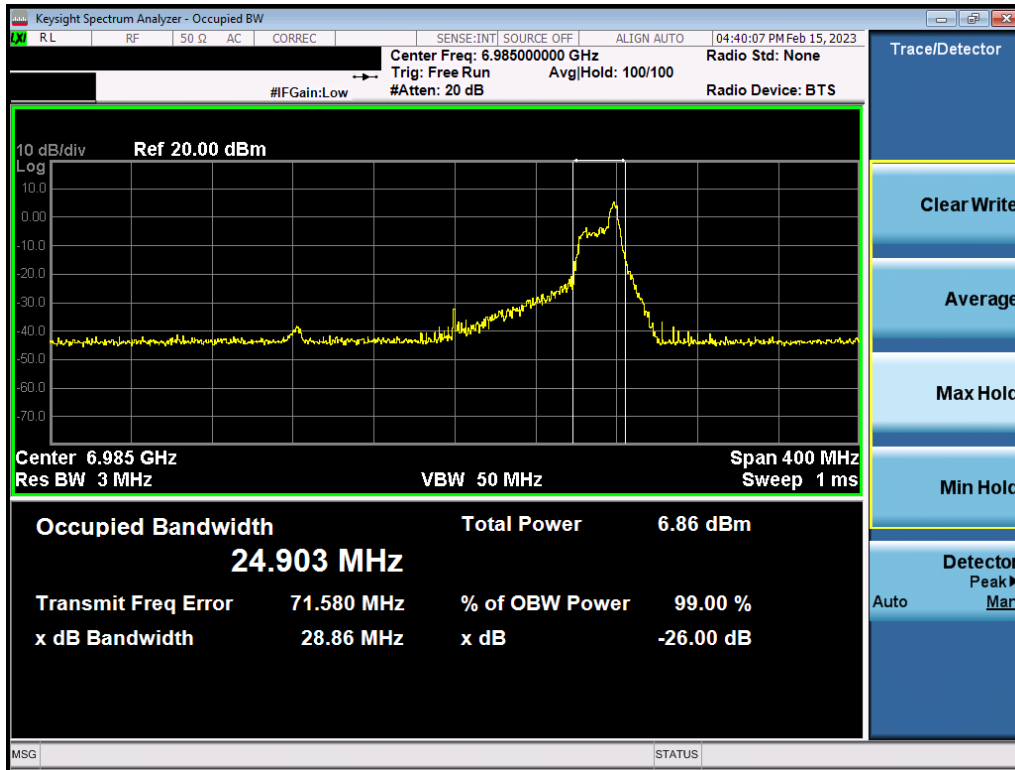 Keysight Spectrum Analyzer - Occupied BW
LXI RL RF 50 Ω AC CORREC SENSE:INT SOURCE OFF ALIGN AUTO 04:40:07 PM Feb 15, 2023
Center Freq: 6.985000000 GHz Radio Std: None
Trig: Free Run Avg|Hold: 100/100
#IFGain:Low #Atten: 20 dB Radio Device: BTS
10 dB/div Ref 20.00 dBm
Log
10.0
0.00
-10.0
-20.0
-30.0
-40.0
-50.0
-60.0
-70.0
Center 6.985 GHz Span 400 MHz
Res BW 3 MHz VBW 50 MHz Sweep 1 ms
Occupied Bandwidth Total Power 6.86 dBm
24.903 MHz
Transmit Freq Error 71.580 MHz % of OBW Power 99.00 %
x dB Bandwidth 28.86 MHz x dB -26.00 dB
MSG STATUS
Trace/Detector
Clear Write
Average
Max Hold
Min Hold
Detector
Peak▶
Auto Man